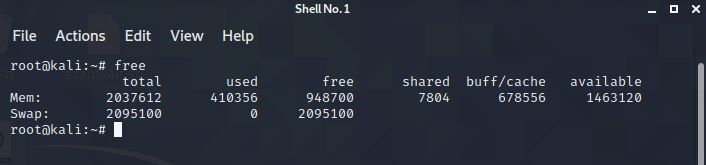 Shell No. 1
File Actions Edit View Help
root@kali:~# free
total used free shared buff/cache available
Mem: 2037612 410356 948700 7804 678556 1463120
Swap: 2095100 0 2095100
root@kali:~#